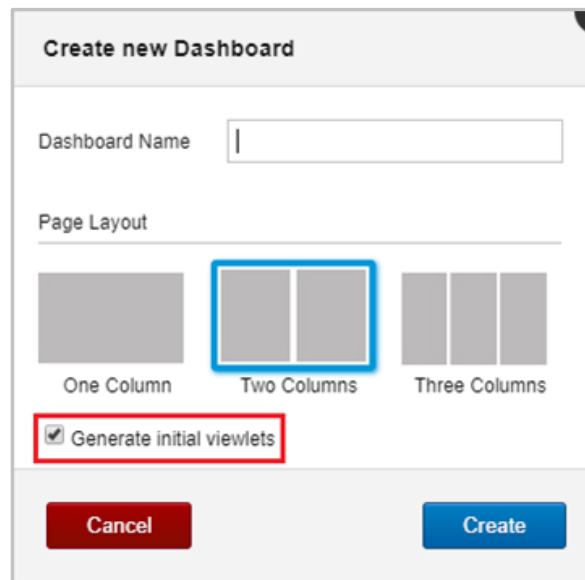 Create new Dashboard
Dashboard Name
Page Layout
One Column Two Columns Three Columns
Generate initial viewlets
Cancel Create